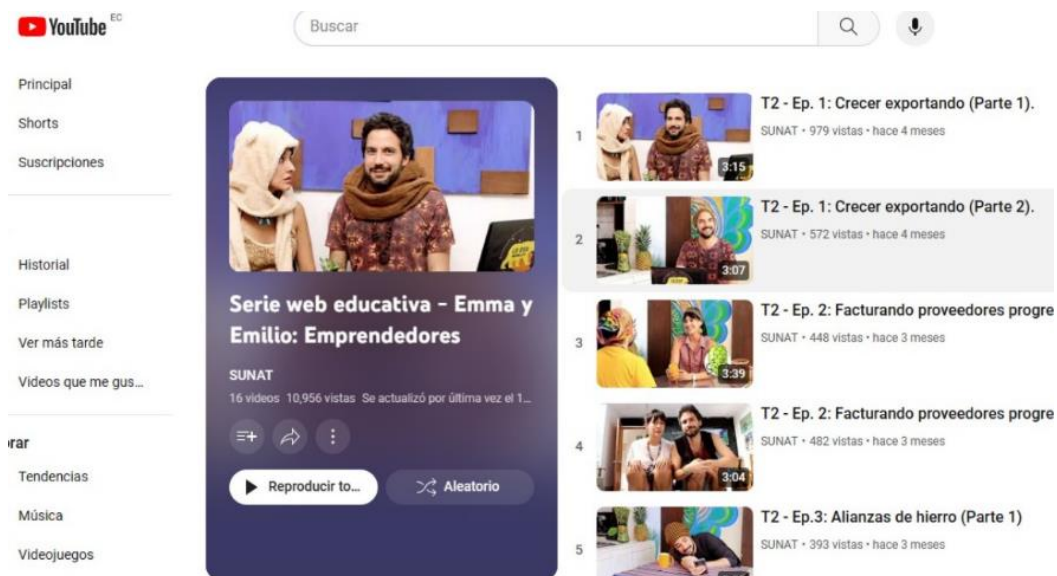 YouTube EC
Buscar
Principal
Shorts
Suscripciones
Historial
Playlists
Ver más tarde
Videos que me gus...
rar
Tendencias
Música
Videojuegos
Serie web educativa - Emma y
Emilio: Emprendedores
SUNAT
16 videos 10,956 vistas Se actualizó por última vez el 1...
Reproducir to...
Aleatorio
1
3:15
T2 - Ep. 1: Crecer exportando (Parte 1).
SUNAT • 979 vistas • hace 4 meses
2
3:07
T2 - Ep. 1: Crecer exportando (Parte 2).
SUNAT • 572 vistas • hace 4 meses
3
3:39
T2 - Ep. 2: Facturando proveedores progre
SUNAT • 448 vistas • hace 3 meses
4
3:04
T2 - Ep. 2: Facturando proveedores progre
SUNAT • 482 vistas • hace 3 meses
5
T2 - Ep.3: Alianzas de hierro (Parte 1)
SUNAT • 393 vistas • hace 3 meses